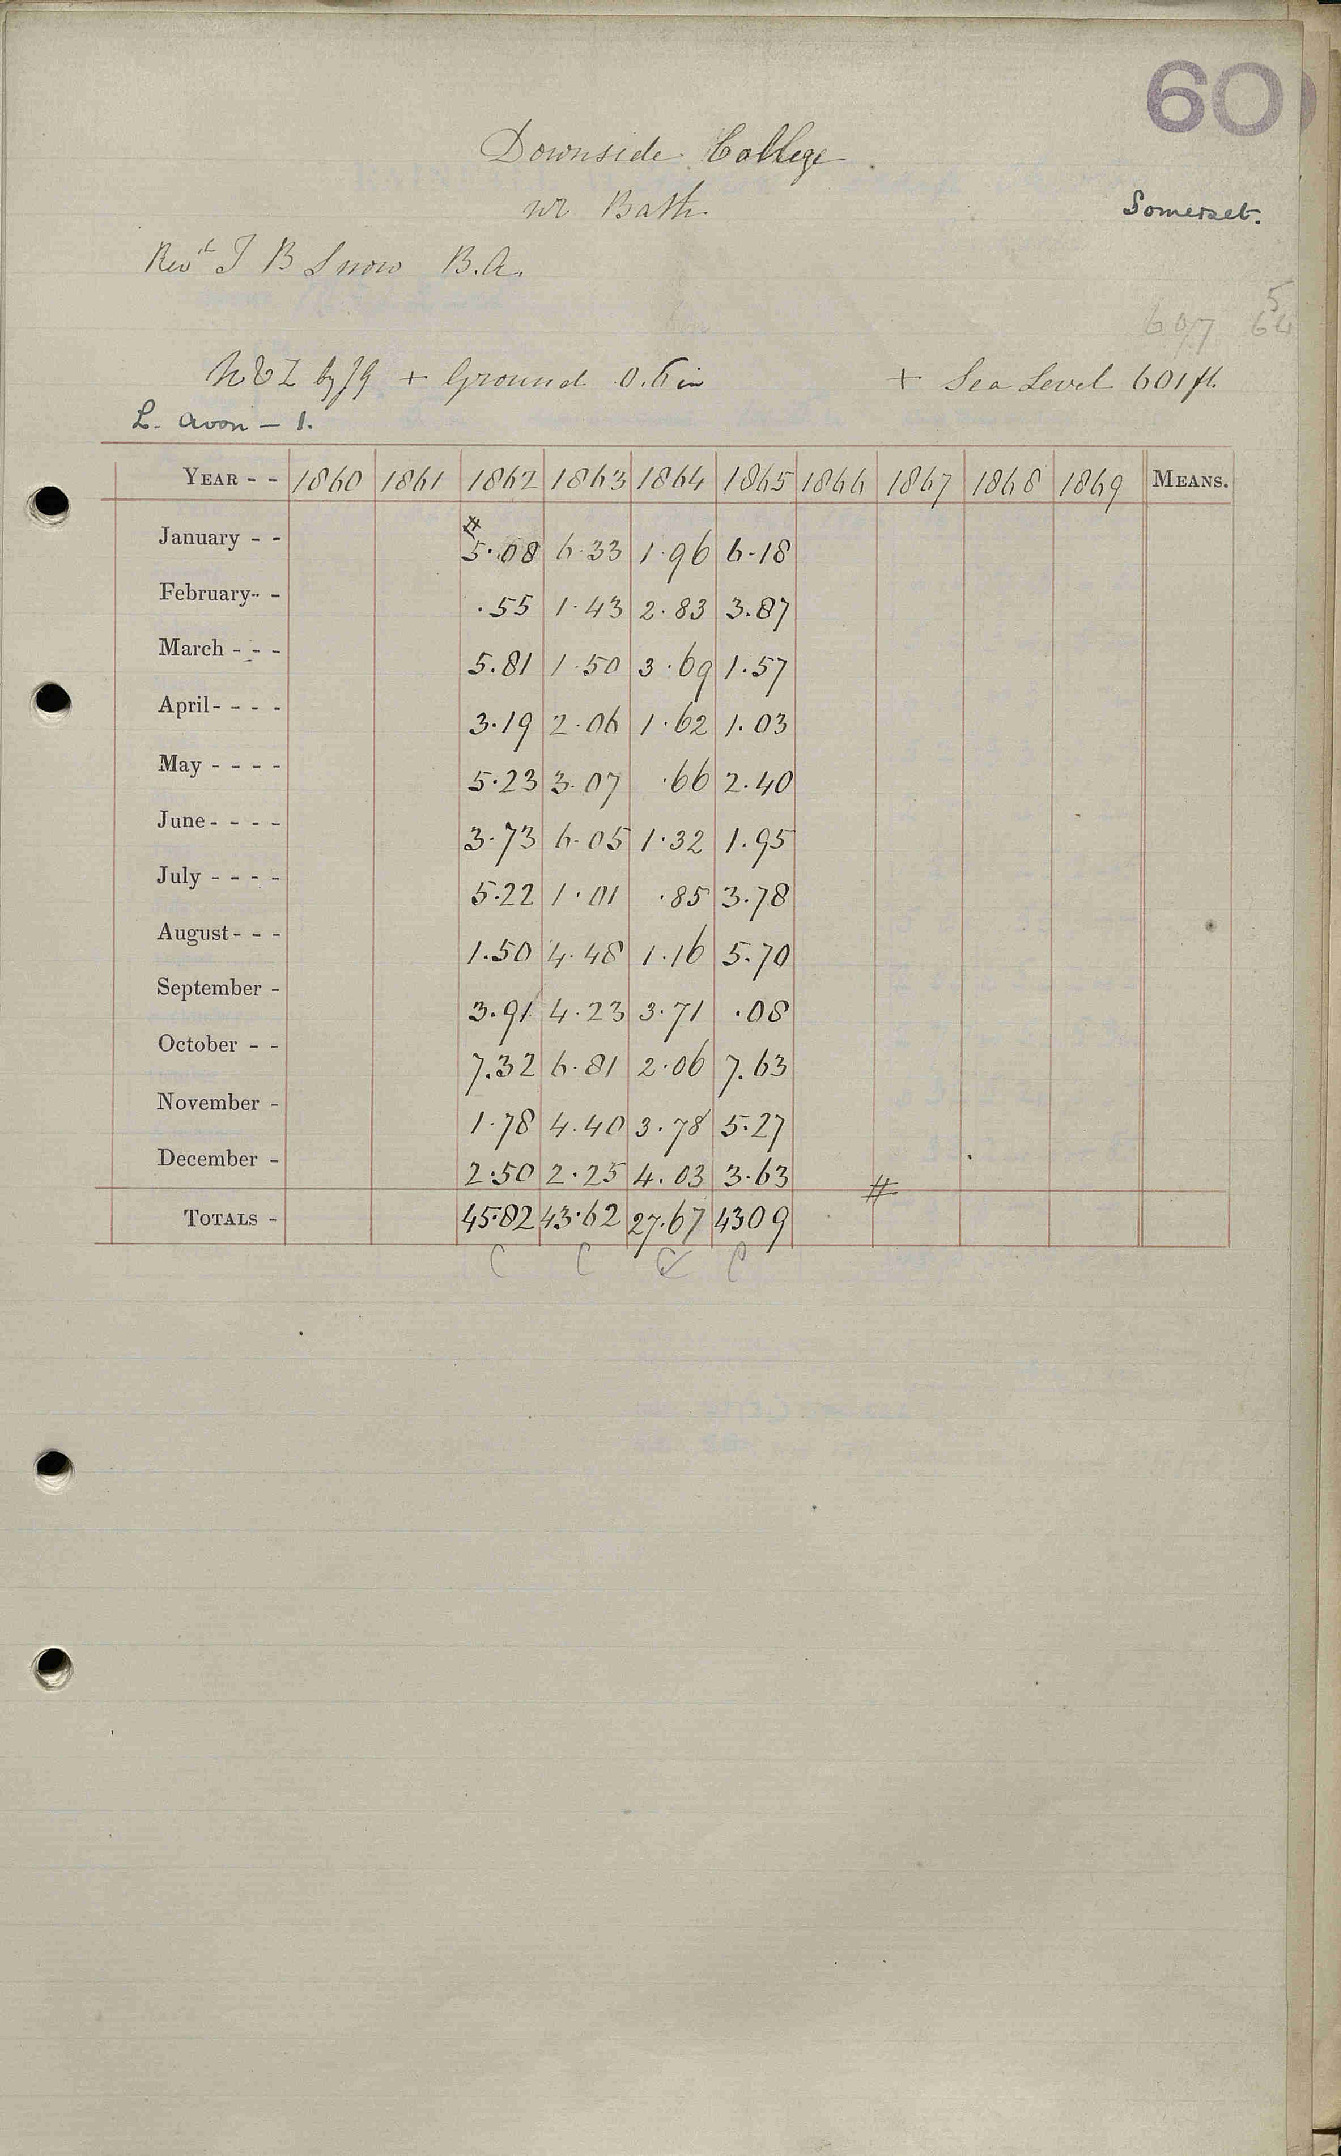 60
Downside College
nr Bath.
Somerset.
Revd T B Snow B.A.
5
607 64
N & Z by JG + Ground 0.6 in + Sea Level 601 ft.
L. Avon — 1.
YEAR - - 1860 1861 1862 1863 1864 1865 1866 1867 1868 1869 MEANS.
#
January - - 5.08 6.33 1.96 6.18
February - - .55 1.43 2.83 3.87
March - - - 5.81 1.50 3.69 1.57
April - - - - 3.19 2.06 1.62 1.03
May - - - - 5.23 3.07 .66 2.40
June - - - - 3.73 6.05 1.32 1.95
July - - - - 5.22 1.01 .85 3.78
August - - - 1.50 4.48 1.16 5.70
September - 3.91 4.23 3.71 .08
October - - 7.32 6.81 2.06 7.63
November - 1.78 4.40 3.78 5.27
December - 2.50 2.25 4.03 3.63
#
TOTALS - 45.82 43.62 27.67 43 09
C C C C